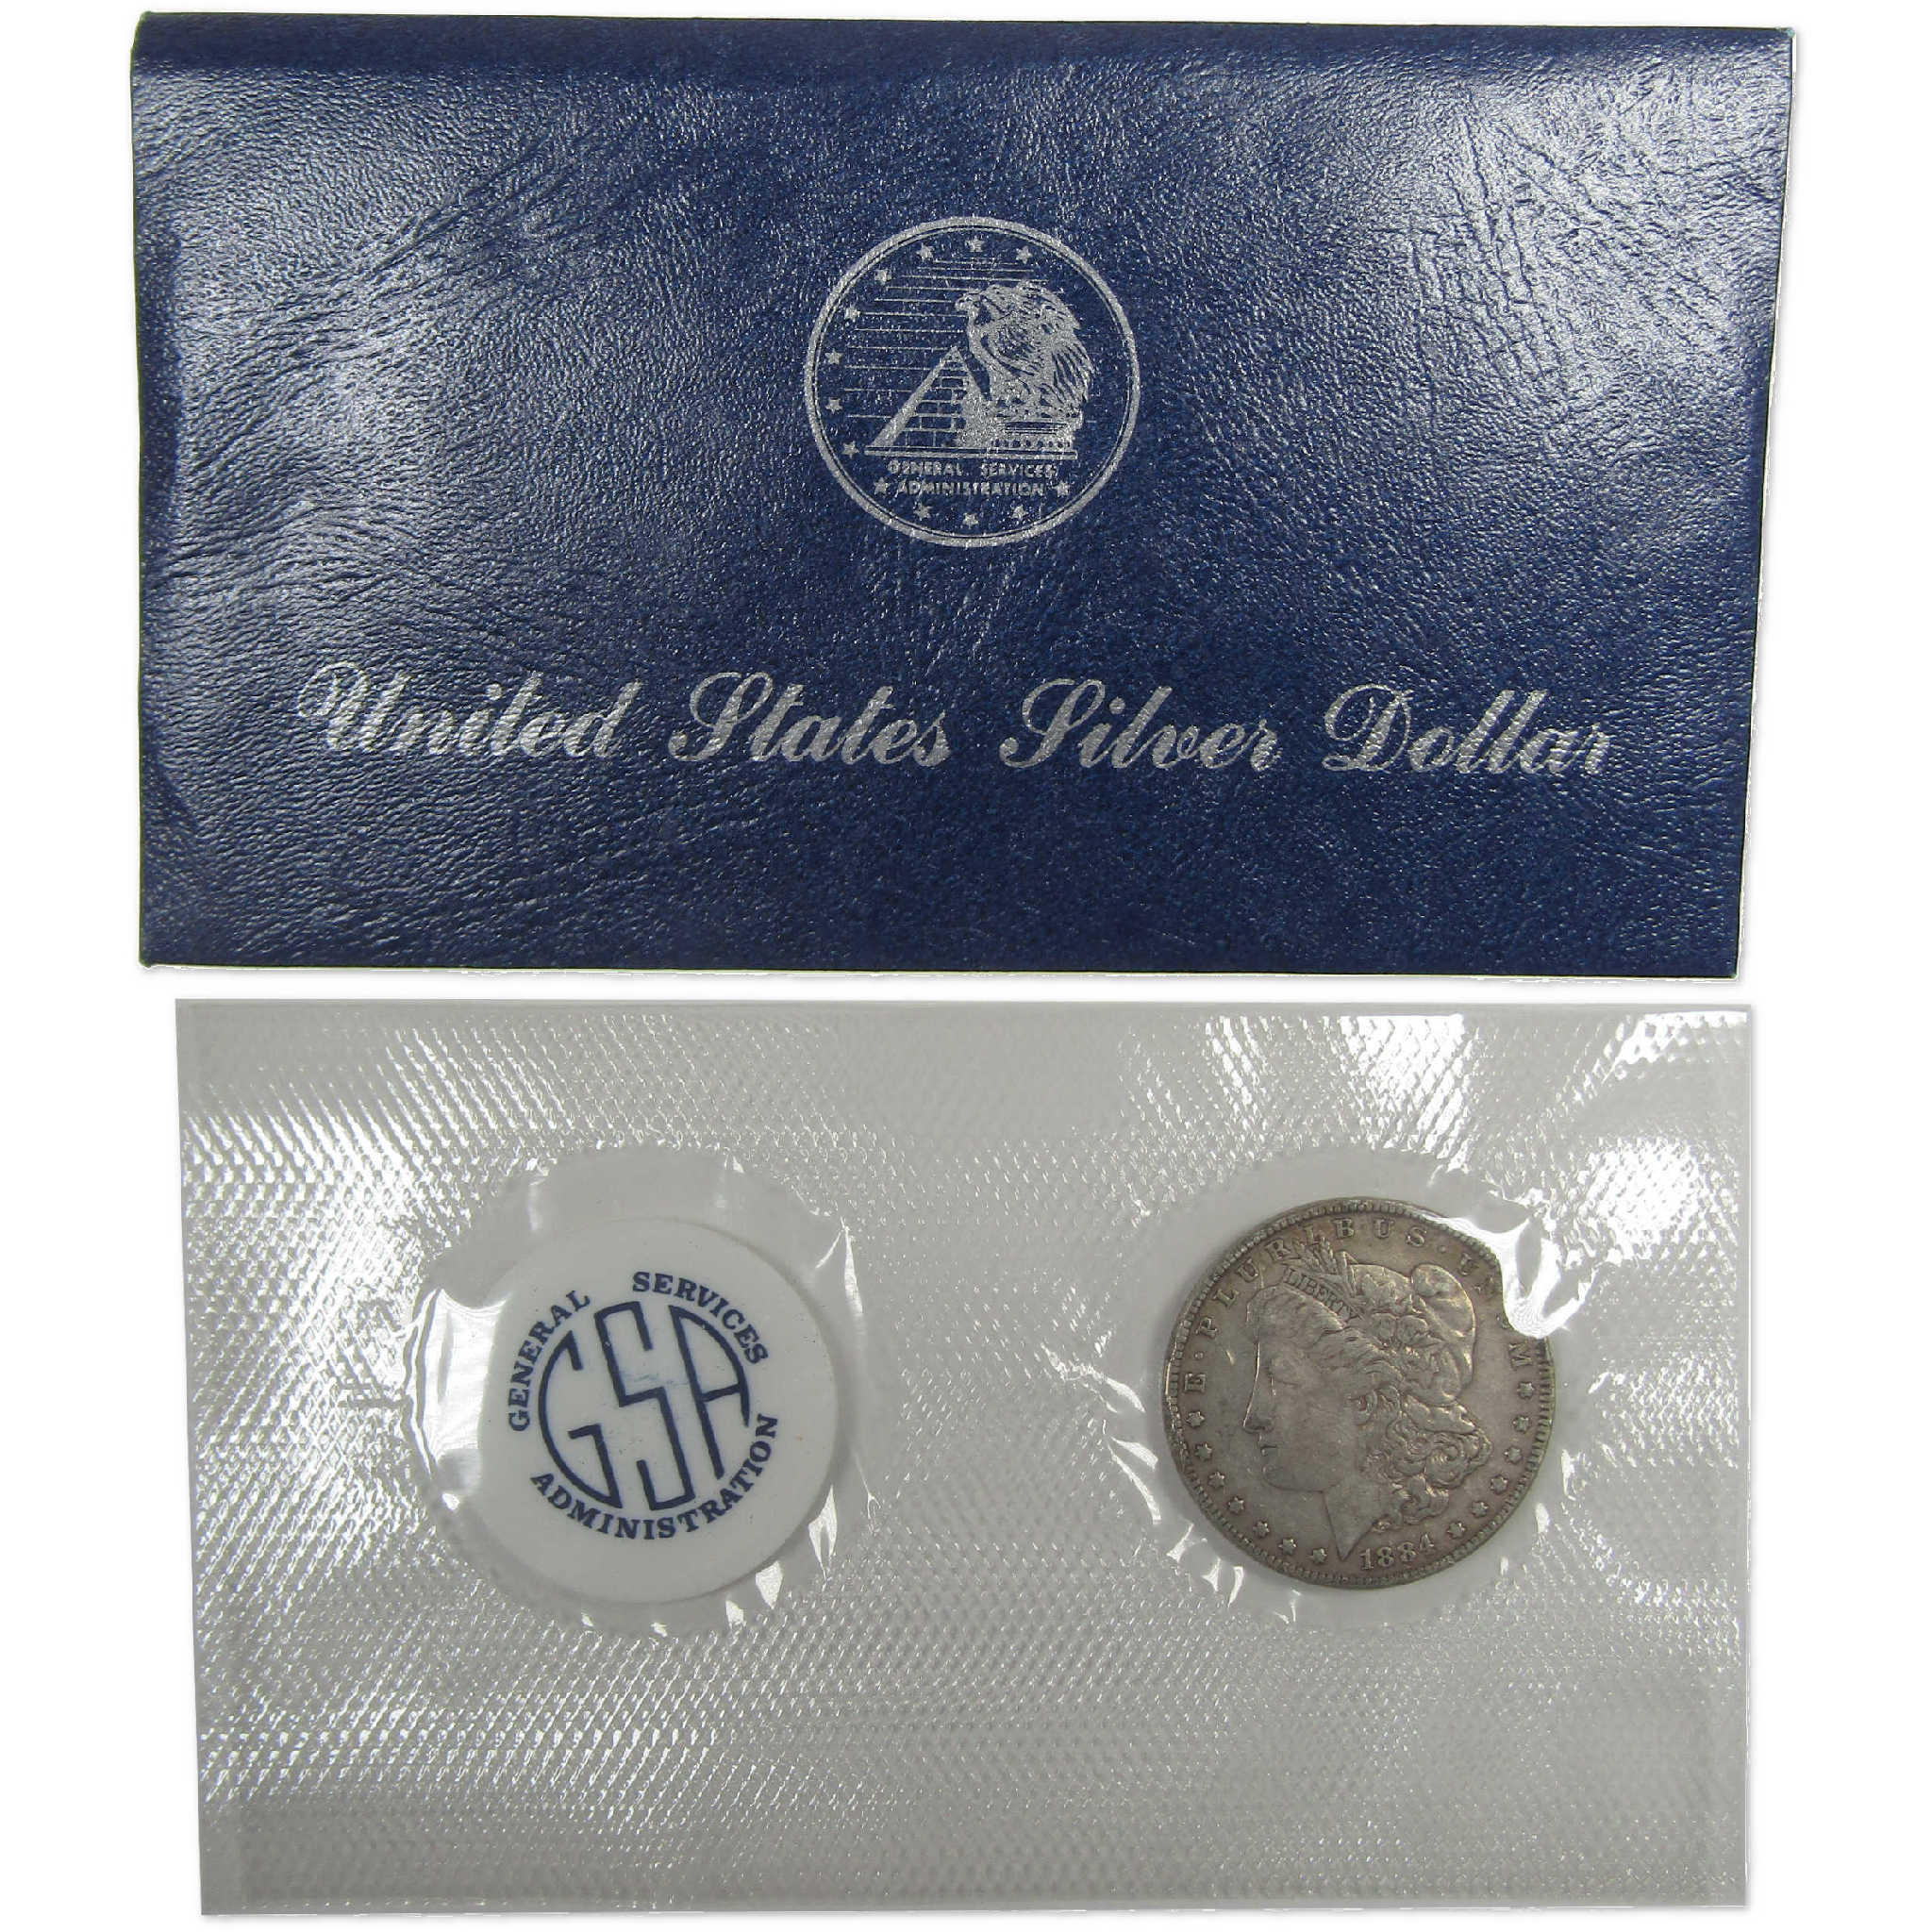 GENERAL SERVICES
ADMINISTRATION
United States Silver Dollar
GENERAL SERVICES
GSA
ADMINISTRATION
E·PLURIBUS·UNUM
LIBERTY
1884